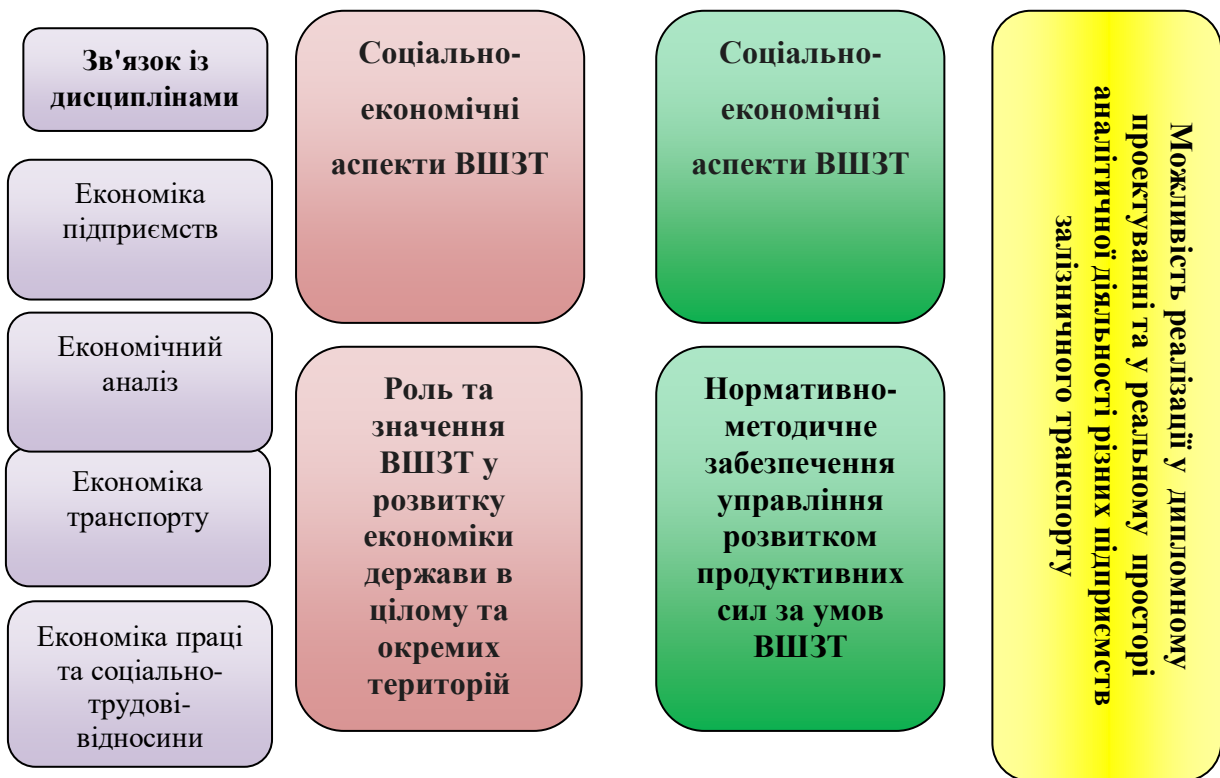 Зв'язок із
дисциплінами
Економіка
підприємств
Економічний
аналіз
Економіка
транспорту
Економіка праці
та соціально-
трудові-
відносини
Соціально-
економічні
аспекти ВШЗТ
Роль та
значення
ВШЗТ у
розвитку
економіки
держави в
цілому та
окремих
територій
Соціально-
економічні
аспекти ВШЗТ
Нормативно-
методичне
забезпечення
управління
розвитком
продуктивних
сил за умов
ВШЗТ
Можливість реалізації у дипломному
проектуванні та у реальному просторі
аналітичної діяльності різних підприємств
залізничного транспорту